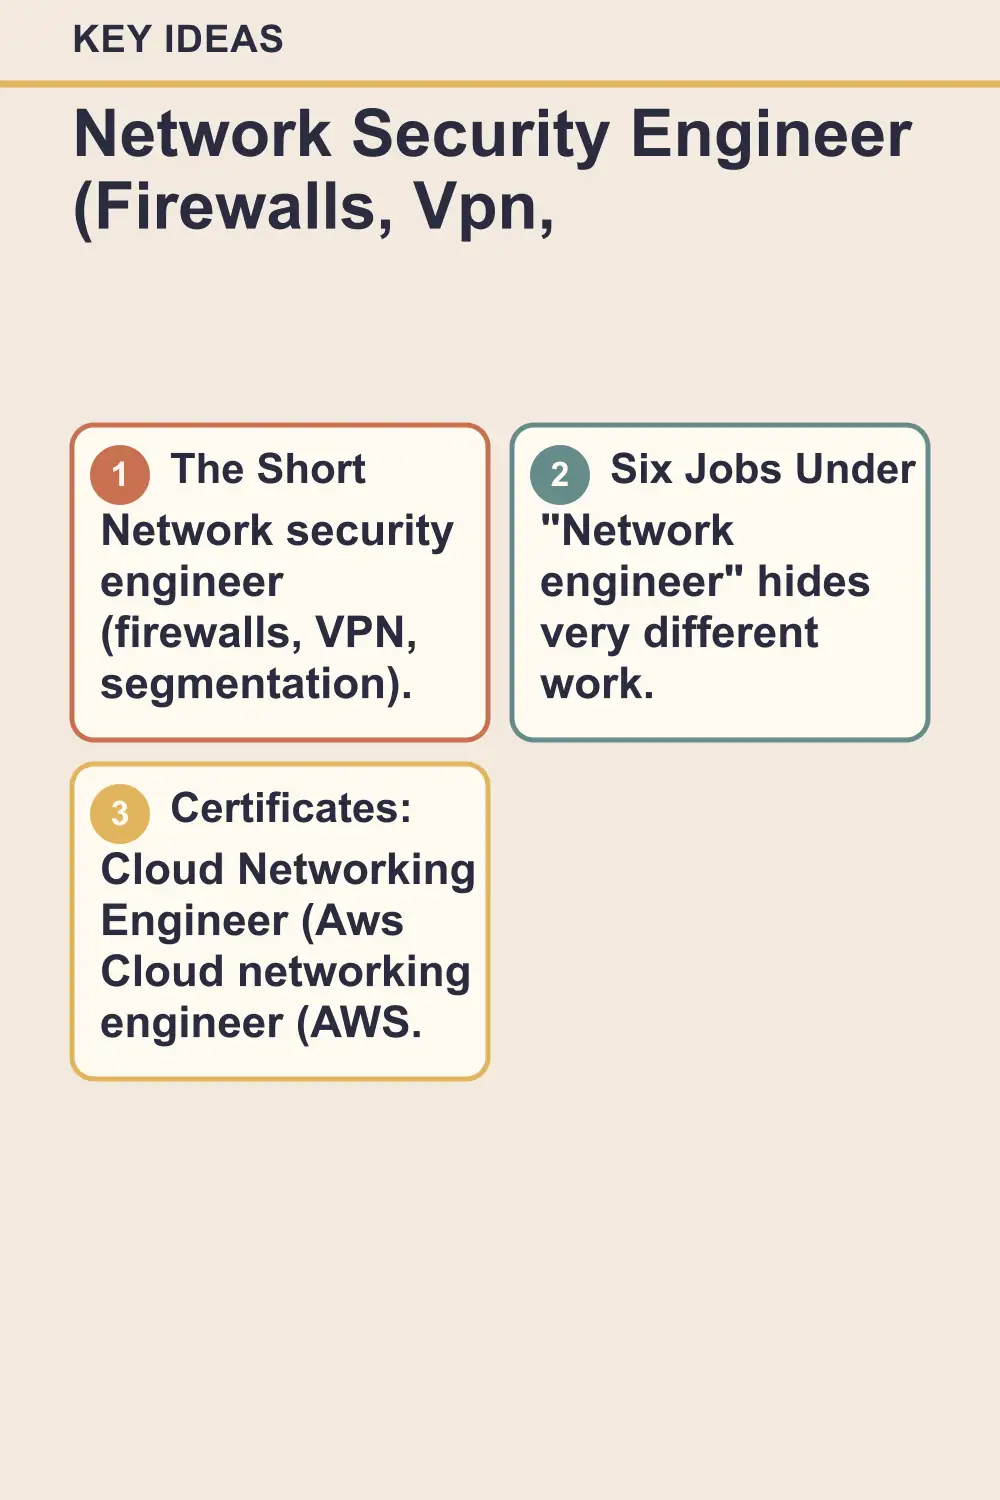 KEY IDEAS
Network Security Engineer
(Firewalls, Vpn,
1 The Short
Network security
engineer
(firewalls, VPN,
segmentation).
2 Six Jobs Under
"Network
engineer" hides
very different
work.
3 Certificates:
Cloud Networking
Engineer (Aws
Cloud networking
engineer (AWS.